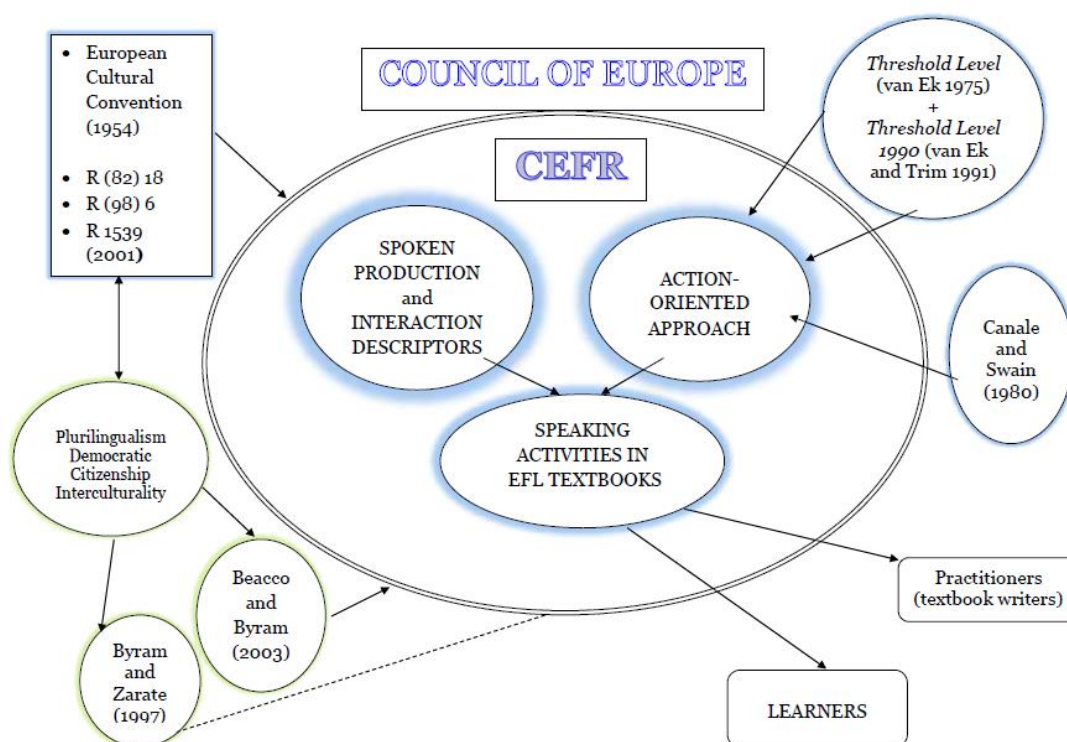 European
Cultural
Convention
(1954)
R (82) 18
R (98) 6
R 1539
(2001)
COUNCIL OF EUROPE
CEFR
Threshold Level
(van Ek 1975)
+
Threshold Level
1990 (van Ek
and Trim 1991)
SPOKEN
PRODUCTION
and
INTERACTION
DESCRIPTORS
ACTION-
ORIENTED
APPROACH
Canale
and
Swain
(1980)
SPEAKING
ACTIVITIES IN
EFL TEXTBOOKS
Plurilingualism
Democratic
Citizenship
Interculturality
Beacco
and
Byram
(2003)
Byram
and
Zarate
(1997)
Practitioners
(textbook writers)
LEARNERS